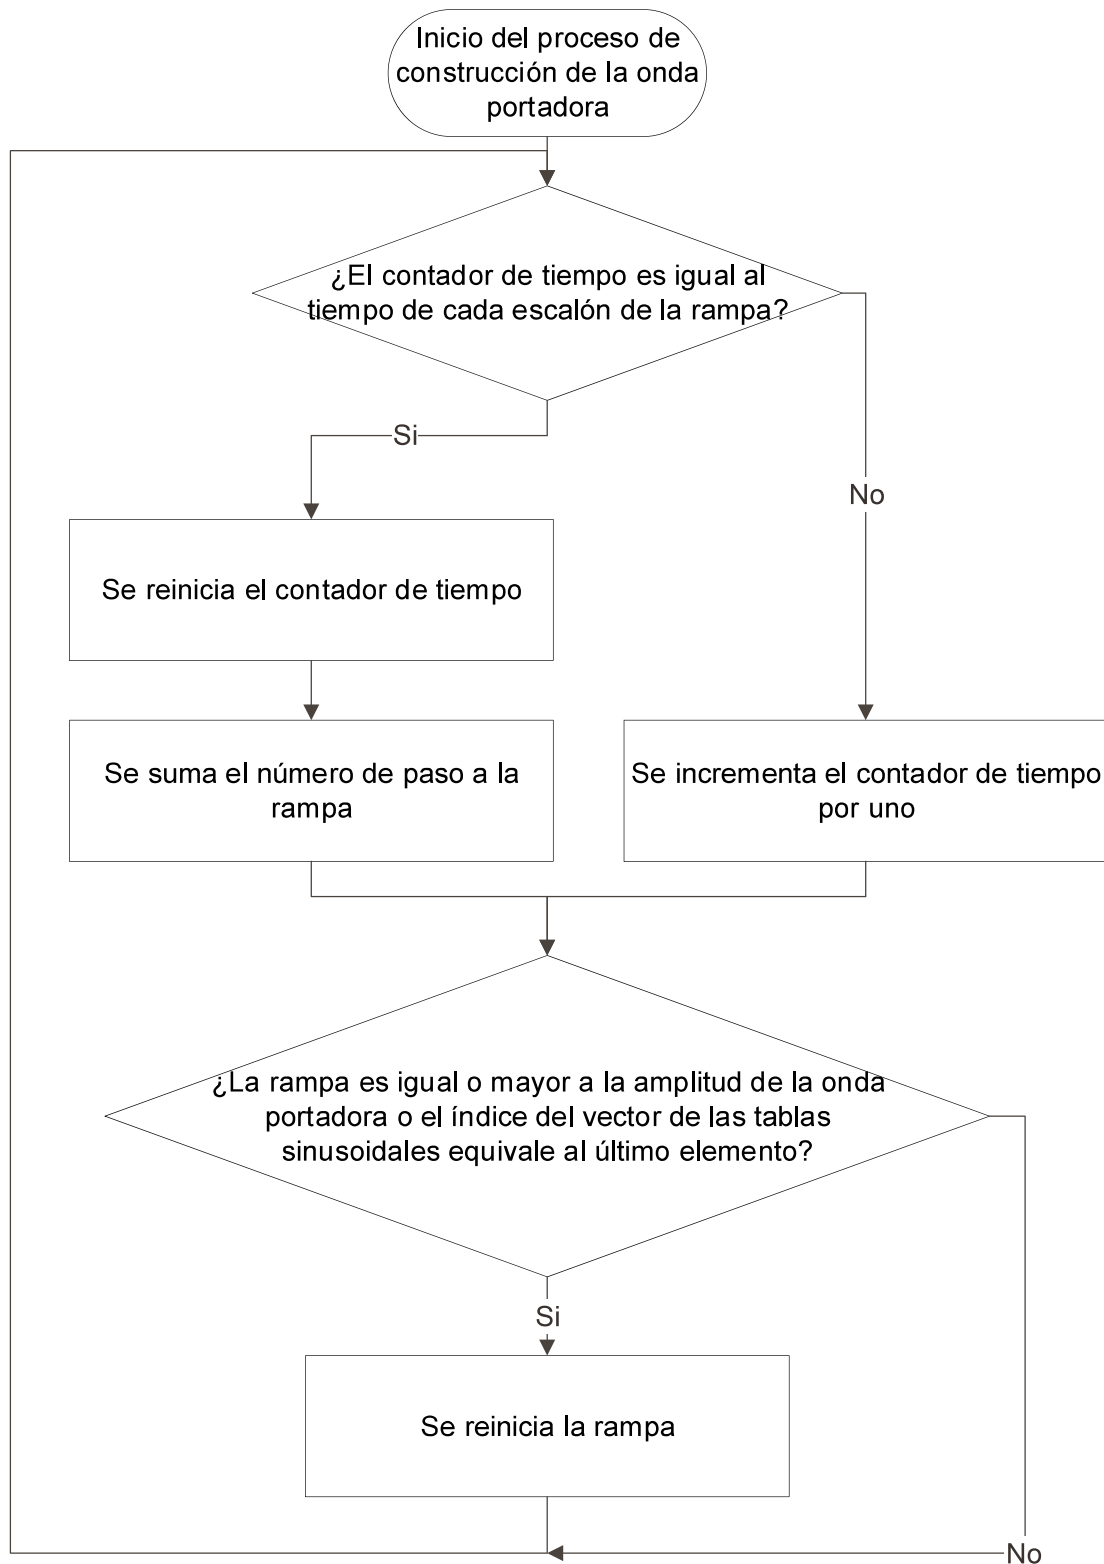 Inicio del proceso de
construcción de la onda
portadora
¿El contador de tiempo es igual al
tiempo de cada escalón de la rampa?
Si
No
Se reinicia el contador de tiempo
Se suma el número de paso a la
rampa
Se incrementa el contador de tiempo
por uno
¿La rampa es igual o mayor a la amplitud de la onda
portadora o el índice del vector de las tablas
sinusoidales equivale al último elemento?
Si
Se reinicia la rampa
No